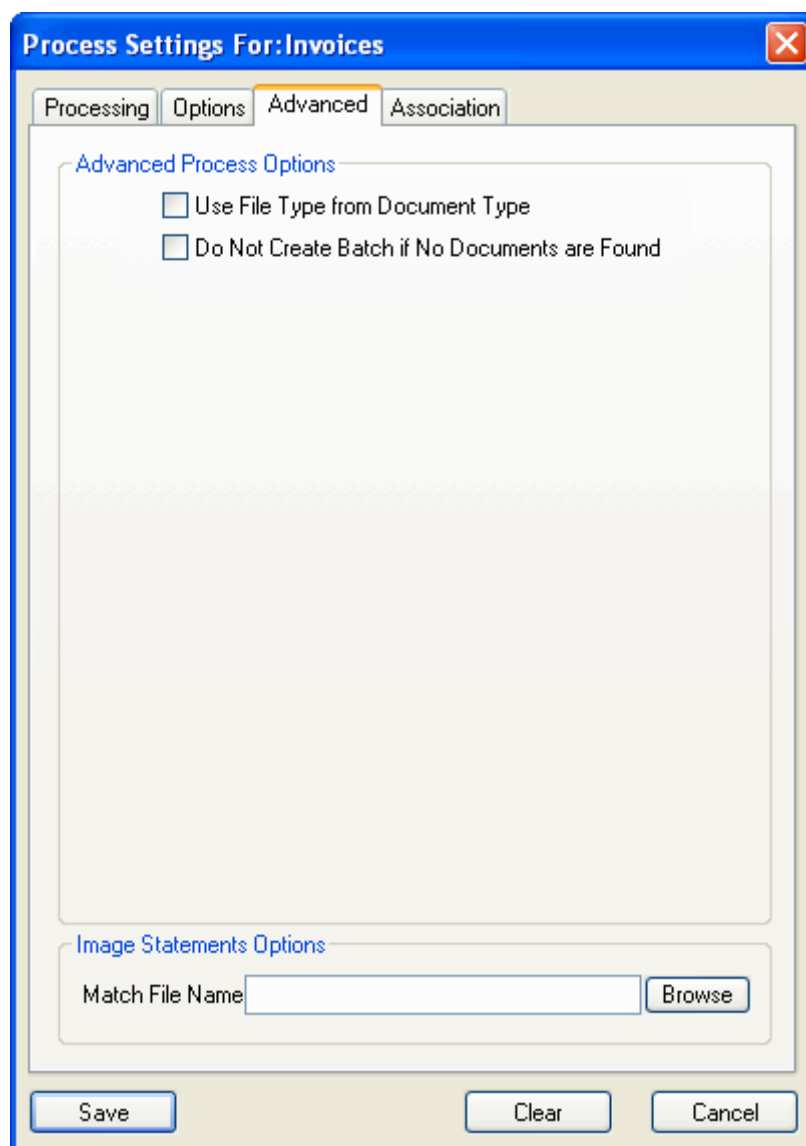 Process Settings For:Invoices
Processing Options Advanced Association
Advanced Process Options
Use File Type from Document Type
Do Not Create Batch if No Documents are Found
Image Statements Options
Match File Name Browse
Save Clear Cancel